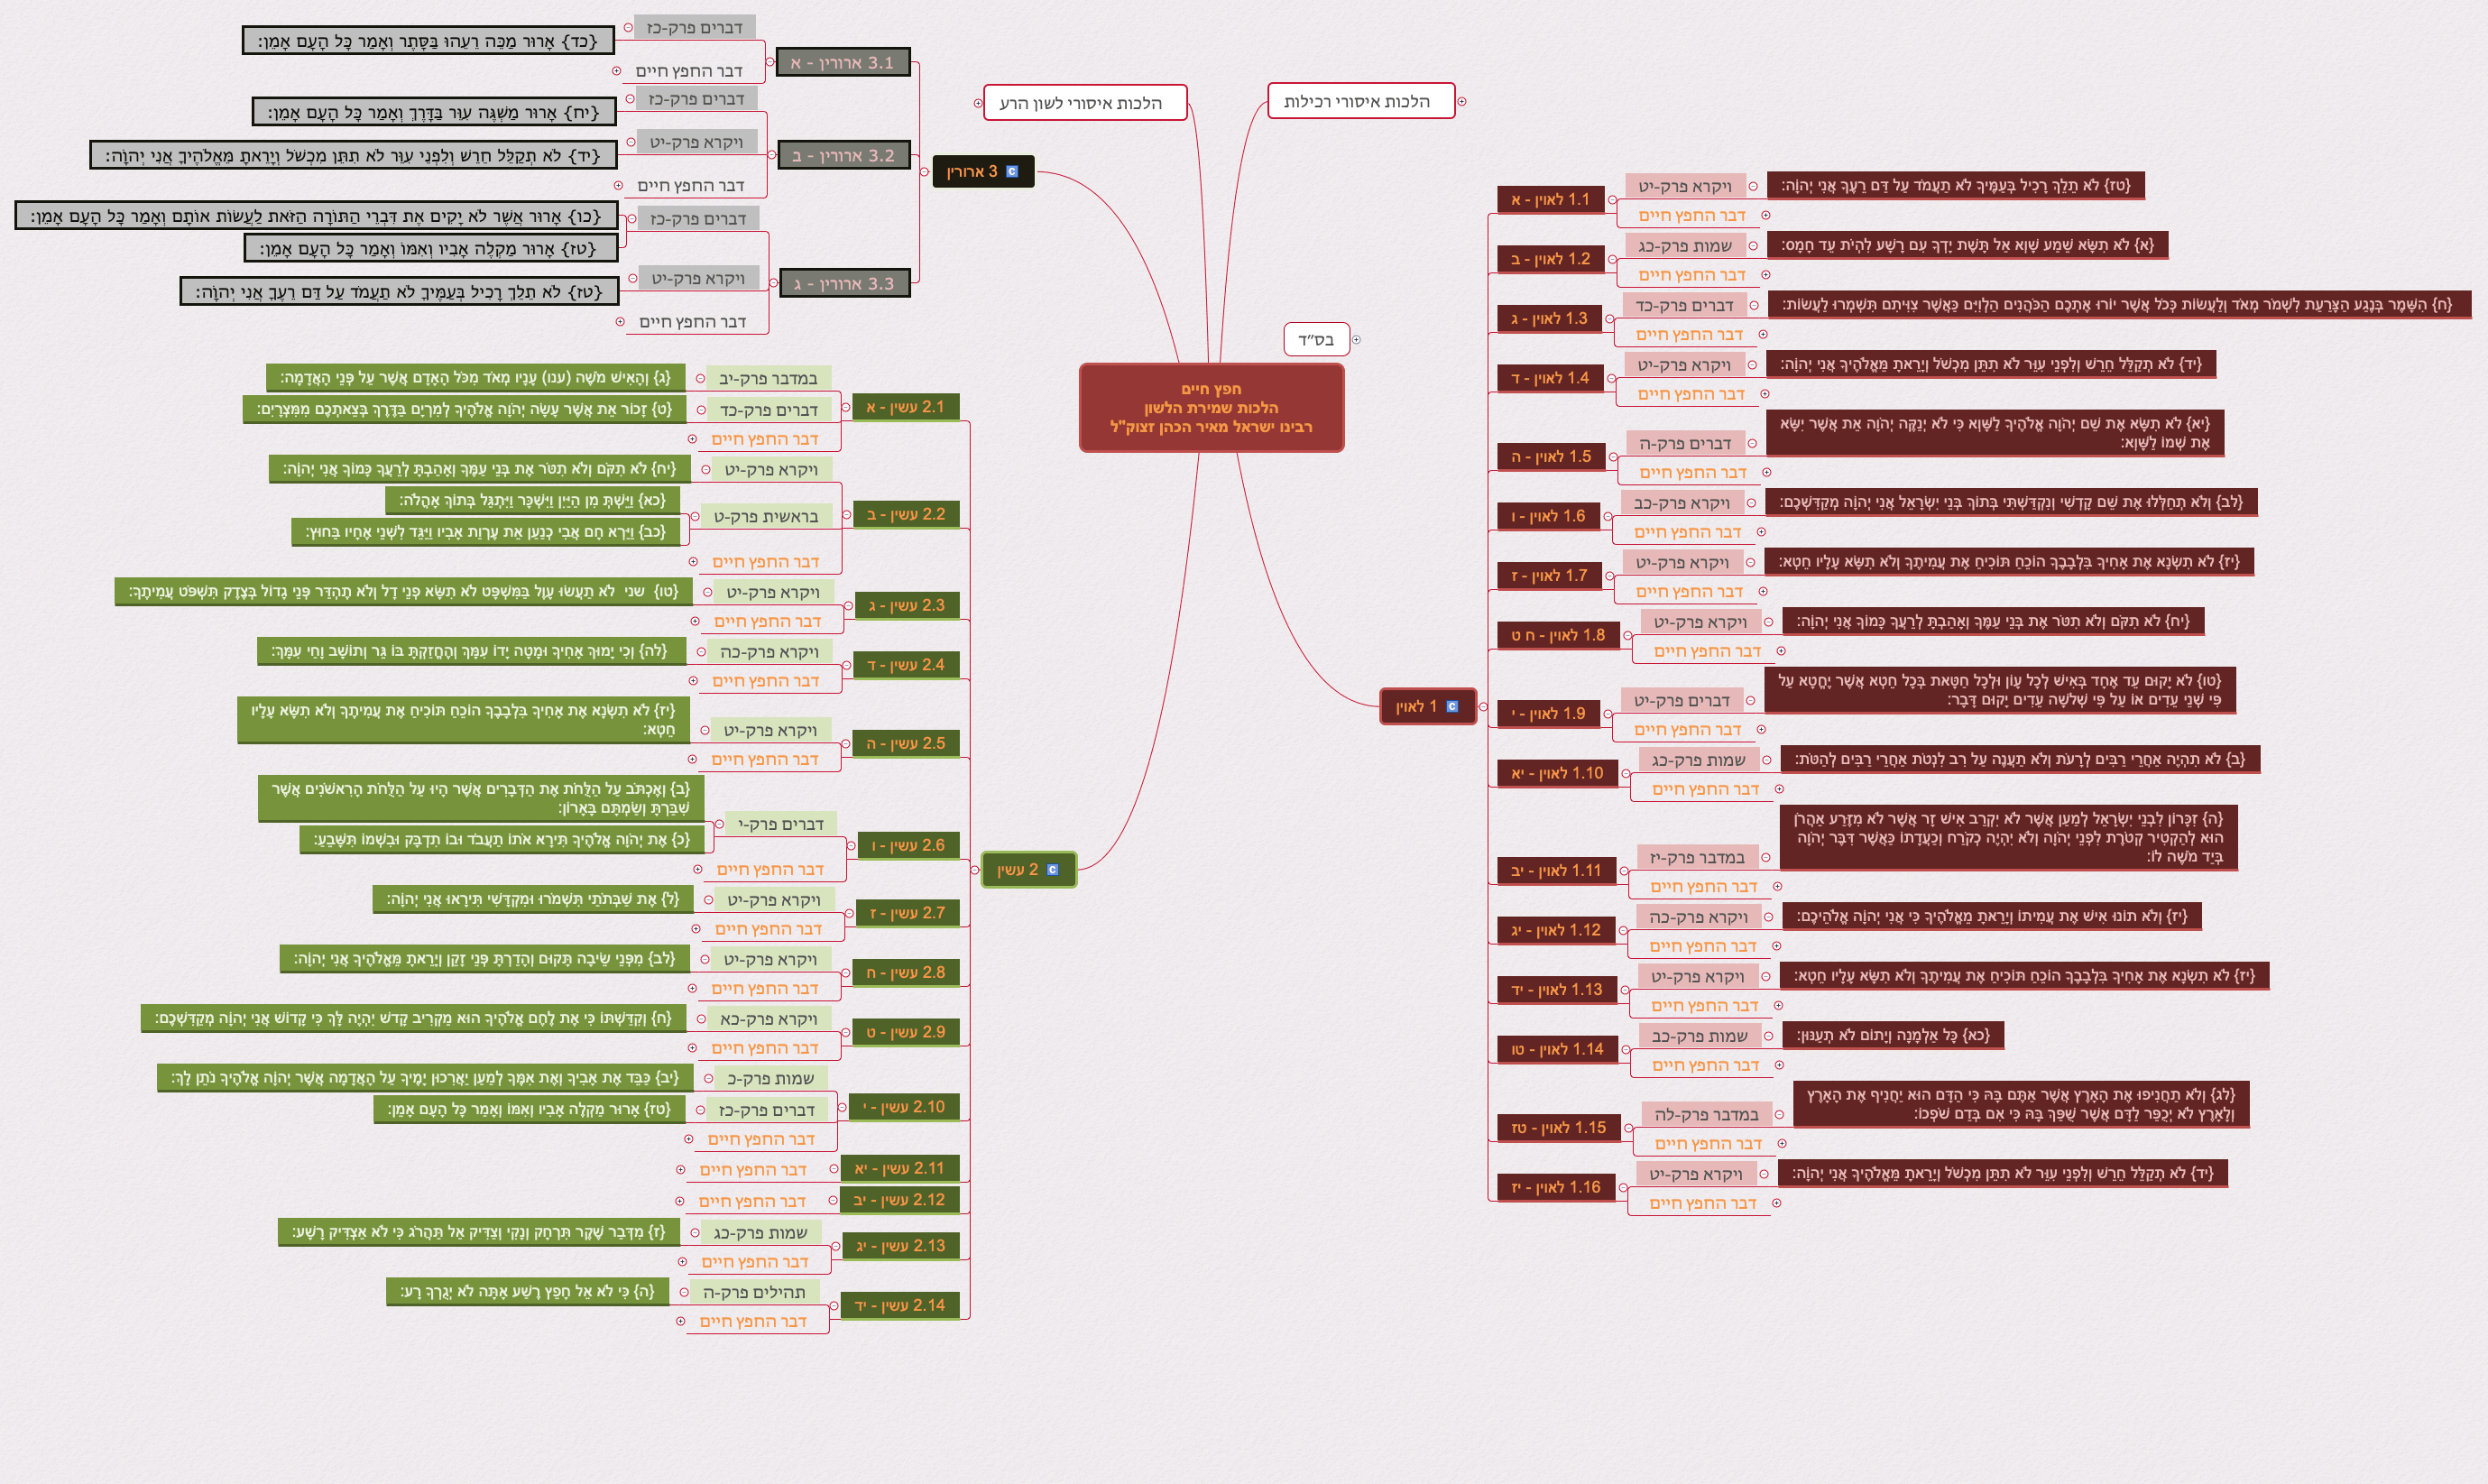 חפץ חיים
הלכות שמירת הלשון
רבינו ישראל מאיר הכהן זצוק"ל
בס״ד
הלכות איסורי רכילות
הלכות איסורי לשון הרע
1 לאוין
1.1 לאוין - א
ויקרא פרק-יט
{טז} לֹא תֵלֵךְ רָכִיל בְּעַמֶּיךָ לֹא תַעֲמֹד עַל דַּם רֵעֶךָ אֲנִי יְהוָֹה:
דבר החפץ חיים
1.2 לאוין - ב
שמות פרק-כג
{א} לֹא תִשָּׂא שֵׁמַע שָׁוְא אַל תָּשֶׁת יָדְךָ עִם רָשָׁע לִהְיֹת עֵד חָמָס:
דבר החפץ חיים
1.3 לאוין - ג
דברים פרק-כד
{ח} הִשָּׁמֶר בְּנֶגַע הַצָּרַעַת לִשְׁמֹר מְאֹד וְלַעֲשׂוֹת כְּכֹל אֲשֶׁר יוֹרוּ אֶתְכֶם הַכֹּהֲנִים הַלְוִיִּם כַּאֲשֶׁר צִוִּיתִם תִּשְׁמְרוּ לַעֲשׂוֹת:
דבר החפץ חיים
1.4 לאוין - ד
ויקרא פרק-יט
{יד} לֹא תְקַלֵּל חֵרֵשׁ וְלִפְנֵי עִוֵּר לֹא תִתֵּן מִכְשֹׁל וְיָרֵאתָ מֵּאֱלֹהֶיךָ אֲנִי יְהוָֹה:
דבר החפץ חיים
1.5 לאוין - ה
דברים פרק-ה
{יא} לֹא תִשָּׂא אֶת שֵׁם יְהוָֹה אֱלֹהֶיךָ לַשָּׁוְא כִּי לֹא יְנַקֶּה יְהוָֹה אֵת אֲשֶׁר יִשָּׂא
אֶת שְׁמוֹ לַשָּׁוְא:
דבר החפץ חיים
1.6 לאוין - ו
ויקרא פרק-כב
{לב} וְלֹא תְחַלְּלוּ אֶת שֵׁם קָדְשִׁי וְנִקְדַּשְׁתִּי בְּתוֹךְ בְּנֵי יִשְׂרָאֵל אֲנִי יְהוָֹה מְקַדִּשְׁכֶם:
דבר החפץ חיים
1.7 לאוין - ז
ויקרא פרק-יט
{יז} לֹא תִשְׂנָא אֶת אָחִיךָ בִּלְבָבֶךָ הוֹכֵחַ תּוֹכִיחַ אֶת עֲמִיתֶךָ וְלֹא תִשָּׂא עָלָיו חֵטְא:
דבר החפץ חיים
1.8 לאוין - ח ט
ויקרא פרק-יט
{יח} לֹא תִקֹּם וְלֹא תִטֹּר אֶת בְּנֵי עַמֶּךָ וְאָהַבְתָּ לְרֵעֲךָ כָּמוֹךָ אֲנִי יְהוָֹה:
דבר החפץ חיים
1.9 לאוין - י
דברים פרק-יט
{טו} לֹא יָקוּם עֵד אֶחָד בְּאִישׁ לְכָל עָוֹן וּלְכָל חַטָּאת בְּכָל חֵטְא אֲשֶׁר יֶחֱטָא עַל
פִּי שְׁנֵי עֵדִים אוֹ עַל פִּי שְׁלֹשָׁה עֵדִים יָקוּם דָּבָר:
דבר החפץ חיים
1.10 לאוין - יא
שמות פרק-כג
{ב} לֹא תִהְיֶה אַחֲרֵי רַבִּים לְרָעֹת וְלֹא תַעֲנֶה עַל רִב לִנְטֹת אַחֲרֵי רַבִּים לְהַטֹּת:
דבר החפץ חיים
1.11 לאוין - יב
במדבר פרק-יז
{ה} זִכָּרוֹן לִבְנֵי יִשְׂרָאֵל לְמַעַן אֲשֶׁר לֹא יִקְרַב אִישׁ זָר אֲשֶׁר לֹא מִזֶּרַע אַהֲרֹן
הוּא לְהַקְטִיר קְטֹרֶת לִפְנֵי יְהוָֹה וְלֹא יִהְיֶה כְקֹרַח וְכַעֲדָתוֹ כַּאֲשֶׁר דִּבֶּר יְהוָֹה
בְּיַד מֹשֶׁה לוֹ:
דבר החפץ חיים
1.12 לאוין - יג
ויקרא פרק-כה
{יז} וְלֹא תוֹנוּ אִישׁ אֶת עֲמִיתוֹ וְיָרֵאתָ מֵאֱלֹהֶיךָ כִּי אֲנִי יְהוָֹה אֱלֹהֵיכֶם:
דבר החפץ חיים
1.13 לאוין - יד
ויקרא פרק-יט
{יז} לֹא תִשְׂנָא אֶת אָחִיךָ בִּלְבָבֶךָ הוֹכֵחַ תּוֹכִיחַ אֶת עֲמִיתֶךָ וְלֹא תִשָּׂא עָלָיו חֵטְא:
דבר החפץ חיים
1.14 לאוין - טו
שמות פרק-כב
{כא} כָּל אַלְמָנָה וְיָתוֹם לֹא תְעַנּוּן:
דבר החפץ חיים
1.15 לאוין - טז
במדבר פרק-לה
{לג} וְלֹא תַחֲנִיפוּ אֶת הָאָרֶץ אֲשֶׁר אַתֶּם בָּהּ כִּי הַדָּם הוּא יַחֲנִיף אֶת הָאָרֶץ
וְלָאָרֶץ לֹא יְכֻפַּר לַדָּם אֲשֶׁר שֻׁפַּךְ בָּהּ כִּי אִם בְּדַם שֹׁפְכוֹ:
דבר החפץ חיים
1.16 לאוין - יז
ויקרא פרק-יט
{יד} לֹא תְקַלֵּל חֵרֵשׁ וְלִפְנֵי עִוֵּר לֹא תִתֵּן מִכְשֹׁל וְיָרֵאתָ מֵּאֱלֹהֶיךָ אֲנִי יְהוָֹה:
דבר החפץ חיים
2 עשין
2.1 עשין - א
במדבר פרק-יב
{ג} וְהָאִישׁ מֹשֶׁה (ענו) עָנָיו מְאֹד מִכֹּל הָאָדָם אֲשֶׁר עַל פְּנֵי הָאֲדָמָה:
דברים פרק-כד
{ט} זָכוֹר אֵת אֲשֶׁר עָשָׂה יְהוָֹה אֱלֹהֶיךָ לְמִרְיָם בַּדֶּרֶךְ בְּצֵאתְכֶם מִמִּצְרָיִם:
דבר החפץ חיים
2.2 עשין - ב
ויקרא פרק-יט
{יח} לֹא תִקֹּם וְלֹא תִטֹּר אֶת בְּנֵי עַמֶּךָ וְאָהַבְתָּ לְרֵעֲךָ כָּמוֹךָ אֲנִי יְהוָֹה:
בראשית פרק-ט
{כא} וַיֵּשְׁתְּ מִן הַיַּיִן וַיִּשְׁכָּר וַיִּתְגַּל בְּתוֹךְ אָהֳלֹה:
{כב} וַיַּרְא חָם אֲבִי כְנַעַן אֵת עֶרְוַת אָבִיו וַיַּגֵּד לִשְׁנֵי אֶחָיו בַּחוּץ:
דבר החפץ חיים
2.3 עשין - ג
ויקרא פרק-יט
{טו} שני לֹא תַעֲשׂוּ עָוֶל בַּמִּשְׁפָּט לֹא תִשָּׂא פְנֵי דָל וְלֹא תֶהְדַּר פְּנֵי גָדוֹל בְּצֶדֶק תִּשְׁפֹּט עֲמִיתֶךָ:
דבר החפץ חיים
2.4 עשין - ד
ויקרא פרק-כה
{לה} וְכִי יָמוּךְ אָחִיךָ וּמָטָה יָדוֹ עִמָּךְ וְהֶחֱזַקְתָּ בּוֹ גֵּר וְתוֹשָׁב וָחַי עִמָּךְ:
דבר החפץ חיים
2.5 עשין - ה
ויקרא פרק-יט
{יז} לֹא תִשְׂנָא אֶת אָחִיךָ בִּלְבָבֶךָ הוֹכֵחַ תּוֹכִיחַ אֶת עֲמִיתֶךָ וְלֹא תִשָּׂא עָלָיו
חֵטְא:
דבר החפץ חיים
2.6 עשין - ו
דברים פרק-י
{ב} וְאֶכְתֹּב עַל הַלֻּחֹת אֶת הַדְּבָרִים אֲשֶׁר הָיוּ עַל הַלֻּחֹת הָרִאשֹׁנִים אֲשֶׁר
שִׁבַּרְתָּ וְשַׂמְתָּם בָּאָרוֹן:
{כ} אֶת יְהוָֹה אֱלֹהֶיךָ תִּירָא אֹתוֹ תַעֲבֹד וּבוֹ תִדְבָּק וּבִשְׁמוֹ תִּשָּׁבֵעַ:
דבר החפץ חיים
2.7 עשין - ז
ויקרא פרק-יט
{ל} אֶת שַׁבְּתֹתַי תִּשְׁמֹרוּ וּמִקְדָּשִׁי תִּירָאוּ אֲנִי יְהוָֹה:
דבר החפץ חיים
2.8 עשין - ח
ויקרא פרק-יט
{לב} מִפְּנֵי שֵׂיבָה תָּקוּם וְהָדַרְתָּ פְּנֵי זָקֵן וְיָרֵאתָ מֵּאֱלֹהֶיךָ אֲנִי יְהוָֹה:
דבר החפץ חיים
2.9 עשין - ט
ויקרא פרק-כא
{ח} וְקִדַּשְׁתּוֹ כִּי אֶת לֶחֶם אֱלֹהֶיךָ הוּא מַקְרִיב קָדֹשׁ יִהְיֶה לָּךְ כִּי קָדוֹשׁ אֲנִי יְהוָֹה מְקַדִּשְׁכֶם:
דבר החפץ חיים
2.10 עשין - י
שמות פרק-כ
{יב} כַּבֵּד אֶת אָבִיךָ וְאֶת אִמֶּךָ לְמַעַן יַאֲרִכוּן יָמֶיךָ עַל הָאֲדָמָה אֲשֶׁר יְהוָֹה אֱלֹהֶיךָ נֹתֵן לָךְ:
דברים פרק-כז
{טז} אָרוּר מַקְלֶה אָבִיו וְאִמּוֹ וְאָמַר כָּל הָעָם אָמֵן:
דבר החפץ חיים
2.11 עשין - יא
דבר החפץ חיים
2.12 עשין - יב
דבר החפץ חיים
2.13 עשין - יג
שמות פרק-כג
{ז} מִדְּבַר שֶׁקֶר תִּרְחָק וְנָקִי וְצַדִּיק אַל תַּהֲרֹג כִּי לֹא אַצְדִּיק רָשָׁע:
דבר החפץ חיים
2.14 עשין - יד
תהילים פרק-ה
{ה} כִּי לֹא אֵל חָפֵץ רֶשַׁע אָתָּה לֹא יְגֻרְךָ רָע:
דבר החפץ חיים
3 ארורין
3.1 ארורין - א
דברים פרק-כז
{כד} אָרוּר מַכֵּה רֵעֵהוּ בַּסָּתֶר וְאָמַר כָּל הָעָם אָמֵן:
דבר החפץ חיים
3.2 ארורין - ב
דברים פרק-כז
{יח} אָרוּר מַשְׁגֶּה עִוֵּר בַּדָּרֶךְ וְאָמַר כָּל הָעָם אָמֵן:
ויקרא פרק-יט
{יד} לֹא תְקַלֵּל חֵרֵשׁ וְלִפְנֵי עִוֵּר לֹא תִתֵּן מִכְשֹׁל וְיָרֵאתָ מֵּאֱלֹהֶיךָ אֲנִי יְהוָֹה:
דבר החפץ חיים
3.3 ארורין - ג
דברים פרק-כז
{כו} אָרוּר אֲשֶׁר לֹא יָקִים אֶת דִּבְרֵי הַתּוֹרָה הַזֹּאת לַעֲשׂוֹת אוֹתָם וְאָמַר כָּל הָעָם אָמֵן:
{טז} אָרוּר מַקְלֶה אָבִיו וְאִמּוֹ וְאָמַר כָּל הָעָם אָמֵן:
ויקרא פרק-יט
{טז} לֹא תֵלֵךְ רָכִיל בְּעַמֶּיךָ לֹא תַעֲמֹד עַל דַּם רֵעֶךָ אֲנִי יְהוָֹה:
דבר החפץ חיים